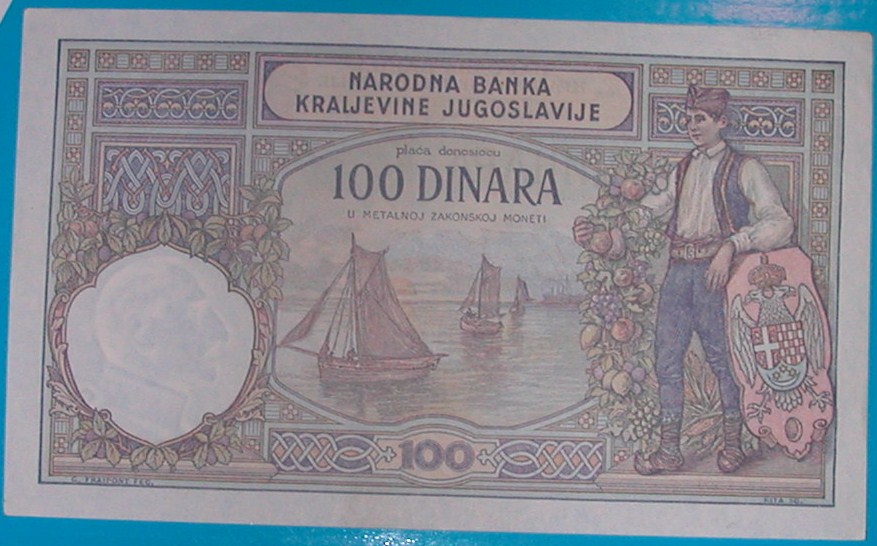 NARODNA BANKA
KRALJEVINE JUGOSLAVIJE
plaća donosiocu
100 DINARA
U METALNOJ ZAKONSKOJ MONETI
100